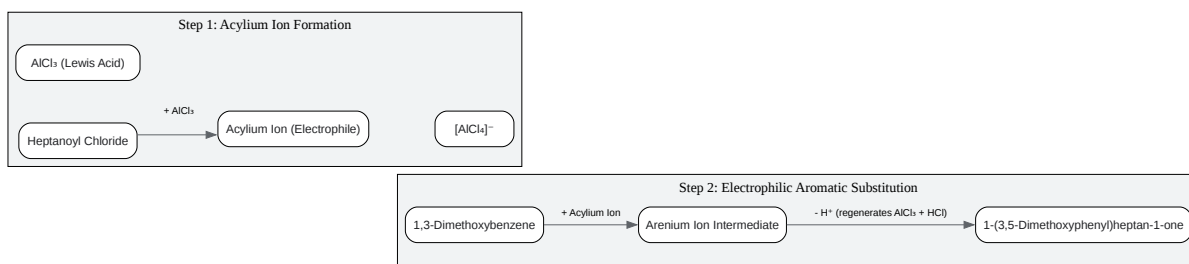 Step 1: Acylium Ion Formation
AlCl₃ (Lewis Acid)
+ AlCl₃
Heptanoyl Chloride
Acylium Ion (Electrophile)
[AlCl₄]⁻
Step 2: Electrophilic Aromatic Substitution
1,3-Dimethoxybenzene
+ Acylium Ion
Arenium Ion Intermediate
- H⁺ (regenerates AlCl₃ + HCl)
1-(3,5-Dimethoxyphenyl)heptan-1-one